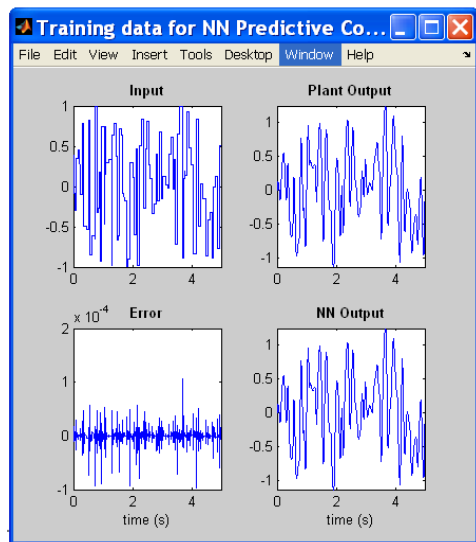 Training data for NN Predictive Co...
File Edit View Insert Tools Desktop Window Help
Input
1
0.5
0
-0.5
-1
0 2 4
Plant Output
1
0.5
0
-0.5
-1
0 2 4
Error
x 10^-4
2
1
0
-1
0 2 4
time (s)
NN Output
1
0.5
0
-0.5
-1
0 2 4
time (s)